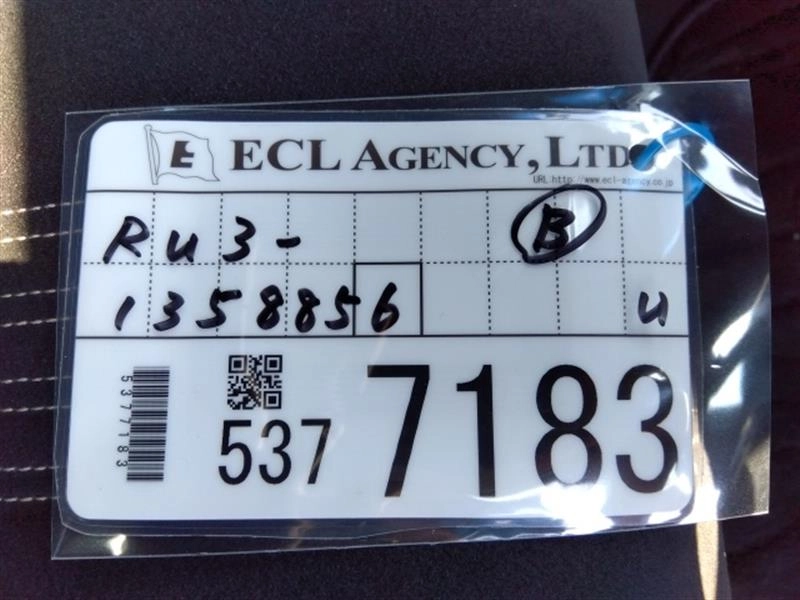 E ECL AGENCY, LTD
URL:http://www.ecl-agency.co.jp
RU3- B
1358856 U
5377183
537 7183